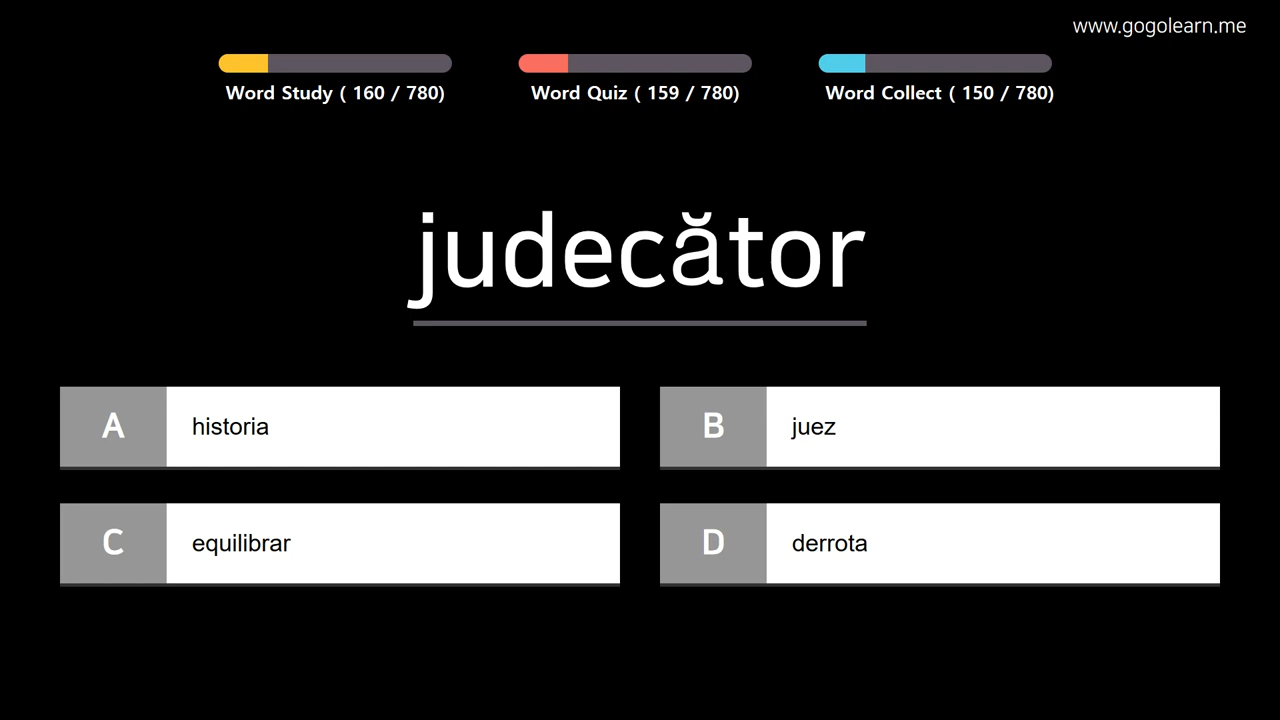 www.gogolearn.me
Word Study ( 160 / 780)
Word Quiz ( 159 / 780)
Word Collect ( 150 / 780)
judecător
A historia
B juez
C equilibrar
D derrota